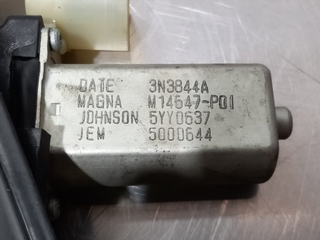 DATE 3N3844A
MAGNA M14647-P01
JOHNSON 5YY0637
JEM 5000644